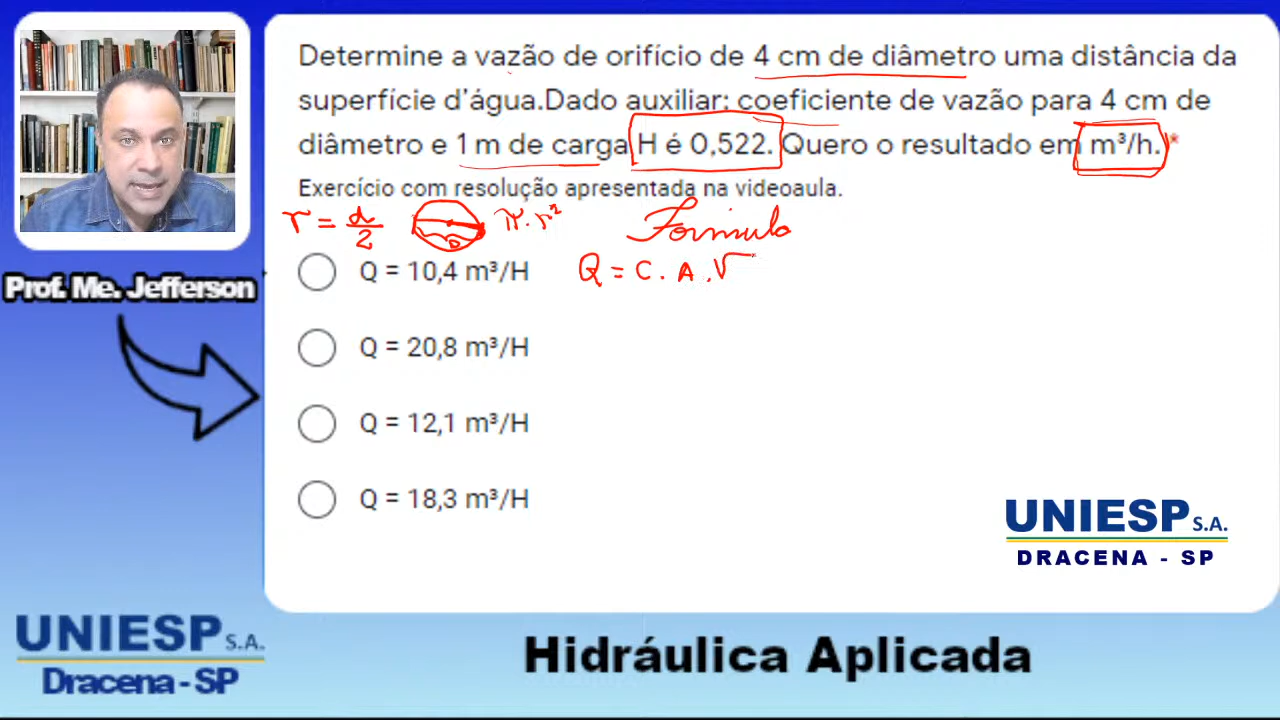 Determine a vazão de orifício de 4 cm de diâmetro uma distância da
superfície d'água.Dado auxiliar: coeficiente de vazão para 4 cm de
diâmetro e 1 m de carga H é 0,522. Quero o resultado em m³/h. *
Exercício com resolução apresentada na videoaula.
r = d/2 D π.r² Formula
Q = C.A.√
Q = 10,4 m³/H
Q = 20,8 m³/H
Q = 12,1 m³/H
Q = 18,3 m³/H
Prof. Me. Jefferson
UNIESP S.A.
DRACENA - SP
UNIESP S.A.
Dracena - SP
Hidráulica Aplicada